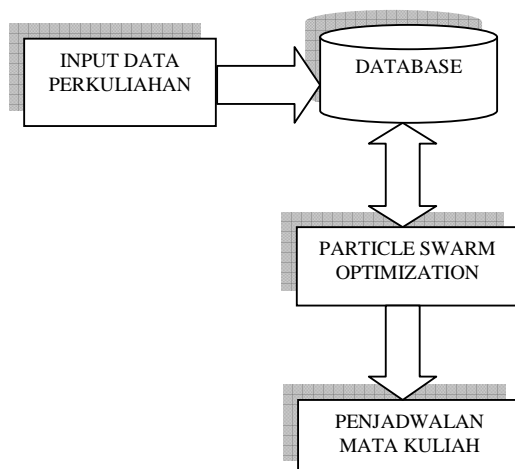 INPUT DATA
PERKULIAHAN
DATABASE
PARTICLE SWARM
OPTIMIZATION
PENJADWALAN
MATA KULIAH